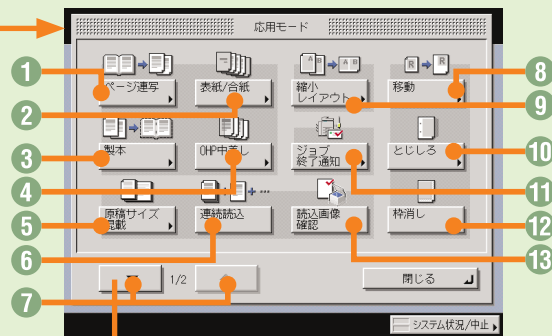 応用モード
A B
A B
R
R
1
ページ連写
表紙/合紙
縮小
レイアウト
移動
8
2
9
3
製本
OHP中差し
ジョブ
終了通知
とじしろ
10
4
11
5
原稿サイズ
混載
連続読込
読込画像
確認
枠消し
12
6
13
7
1/2
閉じる
システム状況/中止